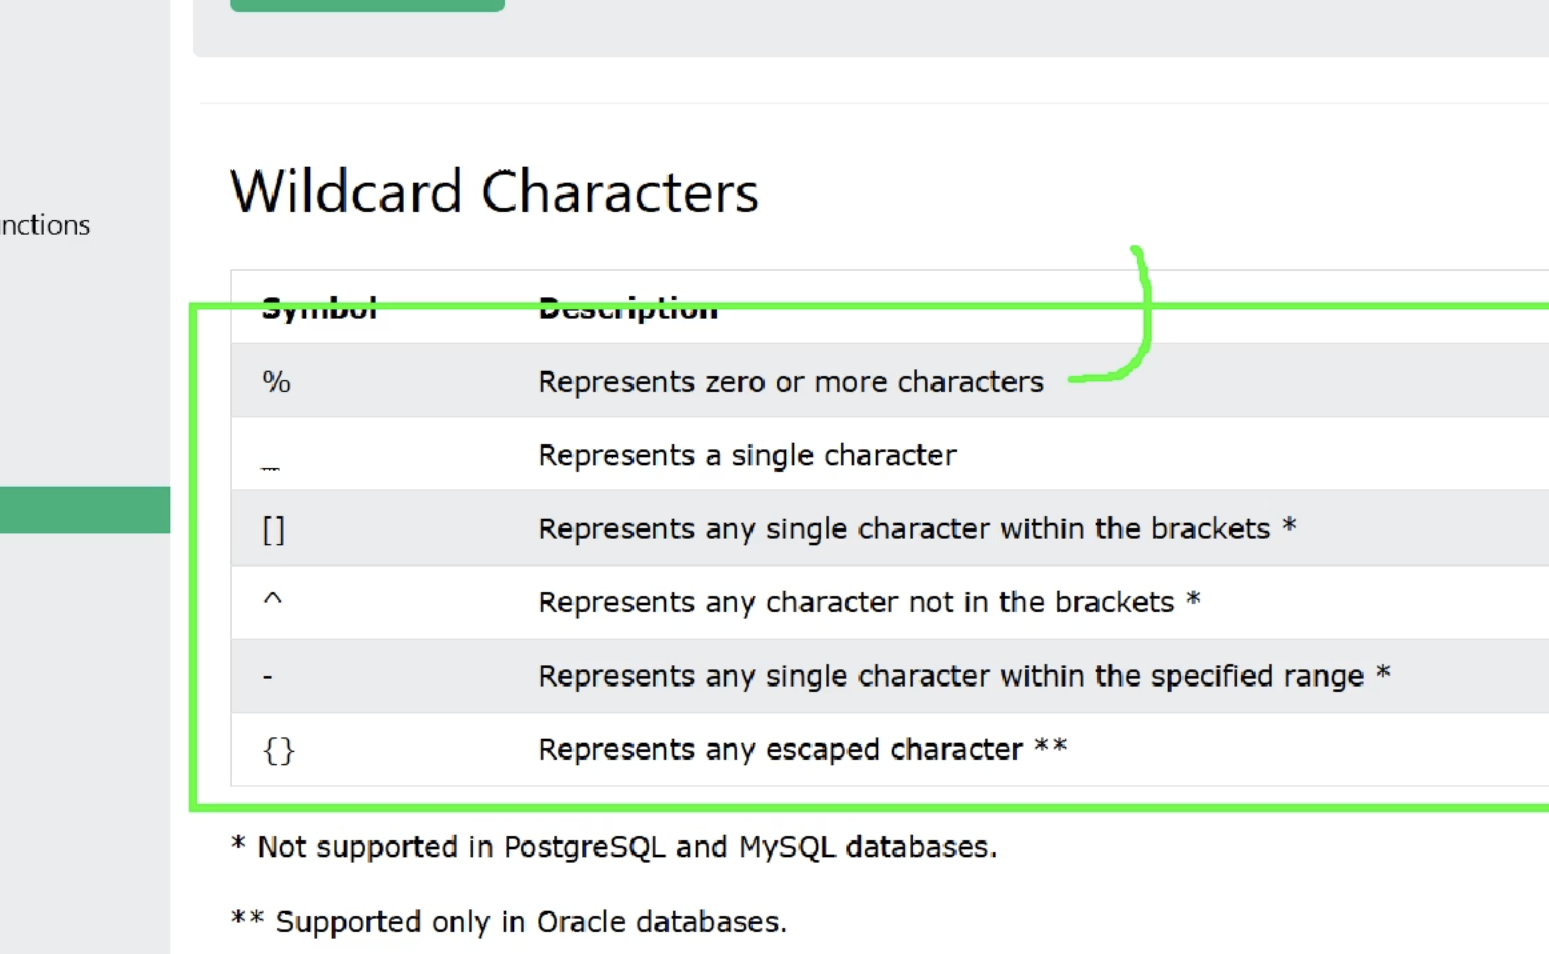 Wildcard Characters
nctions
Symbol Description
% Represents zero or more characters
_ Represents a single character
[] Represents any single character within the brackets *
^ Represents any character not in the brackets *
- Represents any single character within the specified range *
{} Represents any escaped character **
* Not supported in PostgreSQL and MySQL databases.
** Supported only in Oracle databases.